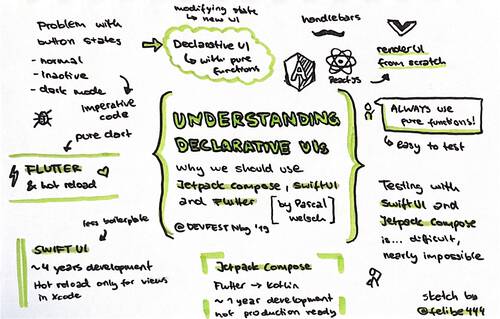 Problem with
button states
- normal
- Inactive
- dark mode
imperative
code
pure dart
FLUTTER
& hot reload
less boilerplate
SWIFT UI
~ 4 years development
Hot reload only for views
in Xcode
modifying state
↳ new UI
Declarative UI
↳ with pure
functions
handlebars
A
ReactJS
render UI
from scratch
UNDERSTANDING
DECLARATIVE UIs
why we should use
Jetpack Compose, SwiftUI
and Flutter
[by Pascal
Welsch]
@DEVFEST Nbg '19
ALWAYS use
pure functions!
↳ easy to test
Testing with
SwiftUI and
Jetpack Compose
is... difficult,
nearly impossible
Jetpack Compose
Flutter → Kotlin
~ 1 year development
not production ready
sketch by
@felibe444